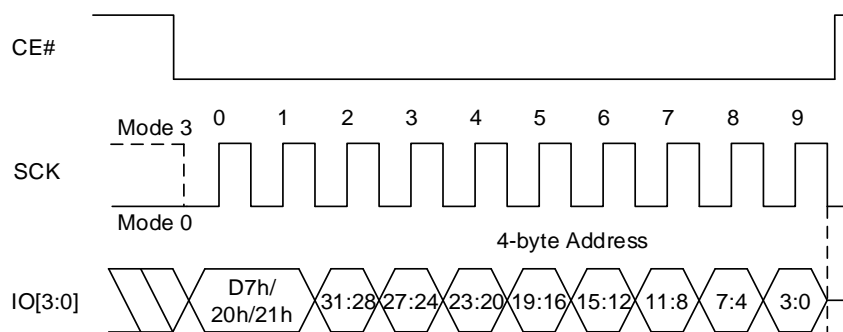 CE#
0 1 2 3 4 5 6 7 8 9
Mode 3
SCK
Mode 0
4-byte Address
IO[3:0]
D7h/
20h/21h
31:28 27:24 23:20 19:16 15:12 11:8 7:4 3:0